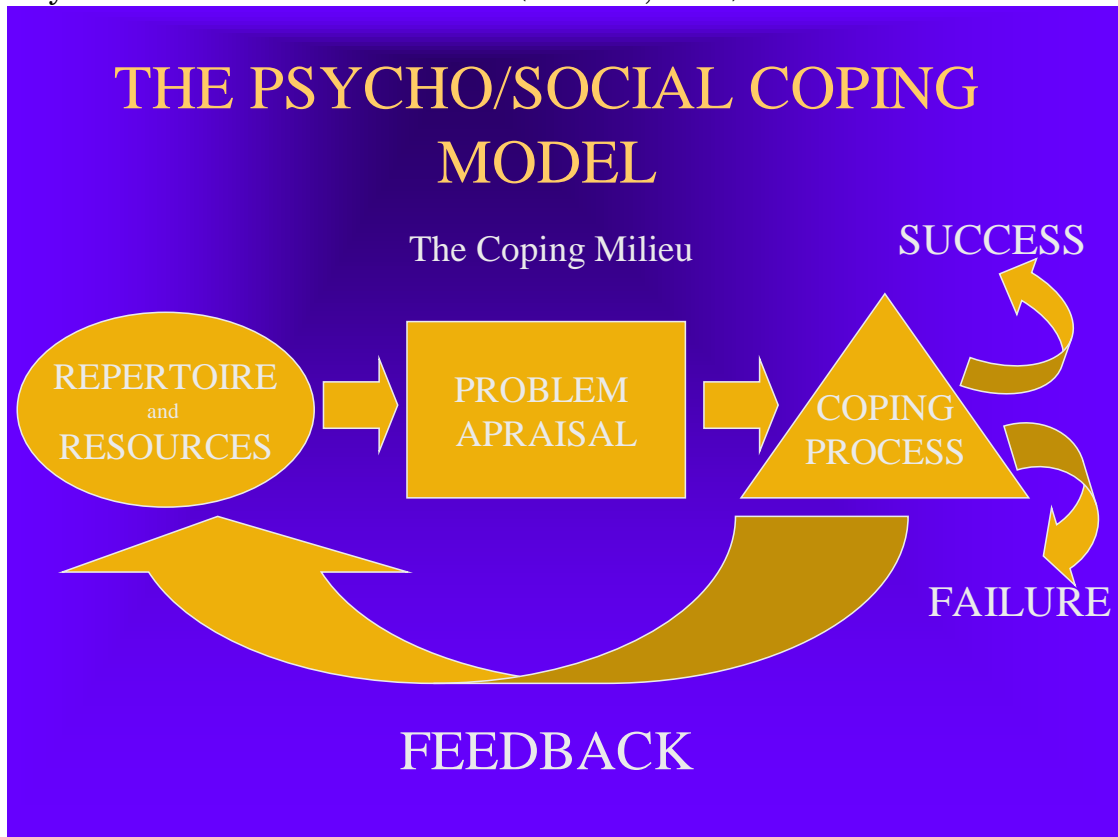 THE PSYCHO/SOCIAL COPING
MODEL
The Coping Milieu
SUCCESS
REPERTOIRE
and
RESOURCES
PROBLEM
APRAISAL
COPING
PROCESS
FAILURE
FEEDBACK